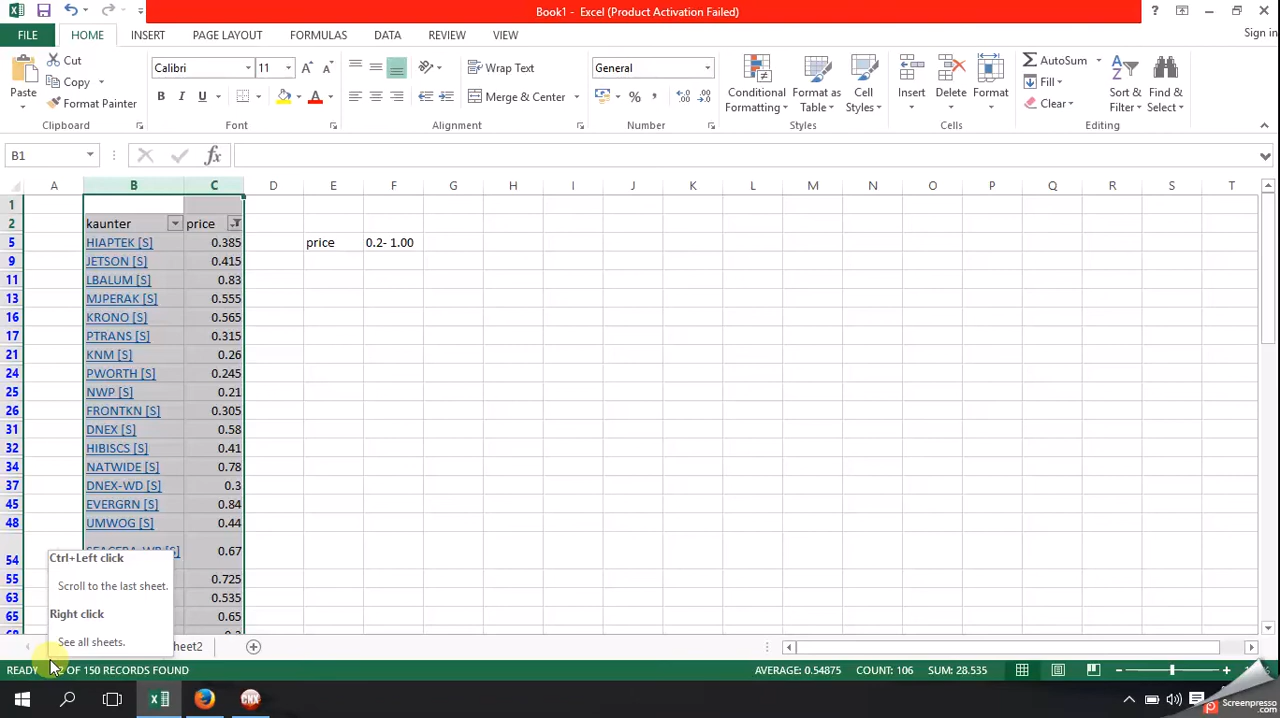 Book1 - Excel (Product Activation Failed)
FILE HOME INSERT PAGE LAYOUT FORMULAS DATA REVIEW VIEW Sign in
Paste
Cut
Copy
Format Painter
Clipboard
Calibri 11
B I U A
Font
Wrap Text
Merge & Center
Alignment
General
%
Number
Conditional Formatting
Format as Table
Cell Styles
Styles
Insert
Delete
Format
Cells
AutoSum
Fill
Clear
Sort & Filter
Find & Select
Editing
B1 fx
A B C D E F G H I J K L M N O P Q R S T
1
2 kaunter price
5 HIAPTEK [S] 0.385 price 0.2- 1.00
9 JETSON [S] 0.415
11 LBALUM [S] 0.83
13 MJPERAK [S] 0.555
16 KRONO [S] 0.565
17 PTRANS [S] 0.315
21 KNM [S] 0.26
24 PWORTH [S] 0.245
25 NWP [S] 0.21
26 FRONTKN [S] 0.305
31 DNEX [S] 0.58
32 HIBISCS [S] 0.41
34 NATWIDE [S] 0.78
37 DNEX-WD [S] 0.3
45 EVERGRN [S] 0.84
48 UMWOG [S] 0.44
54 [S] 0.67
55 0.725
63 0.535
65 0.65
Ctrl+Left click
Scroll to the last sheet.
Right click
See all sheets.
heet2
READY 2 OF 150 RECORDS FOUND AVERAGE: 0.54875 COUNT: 106 SUM: 28.535
Screenpresso
.com